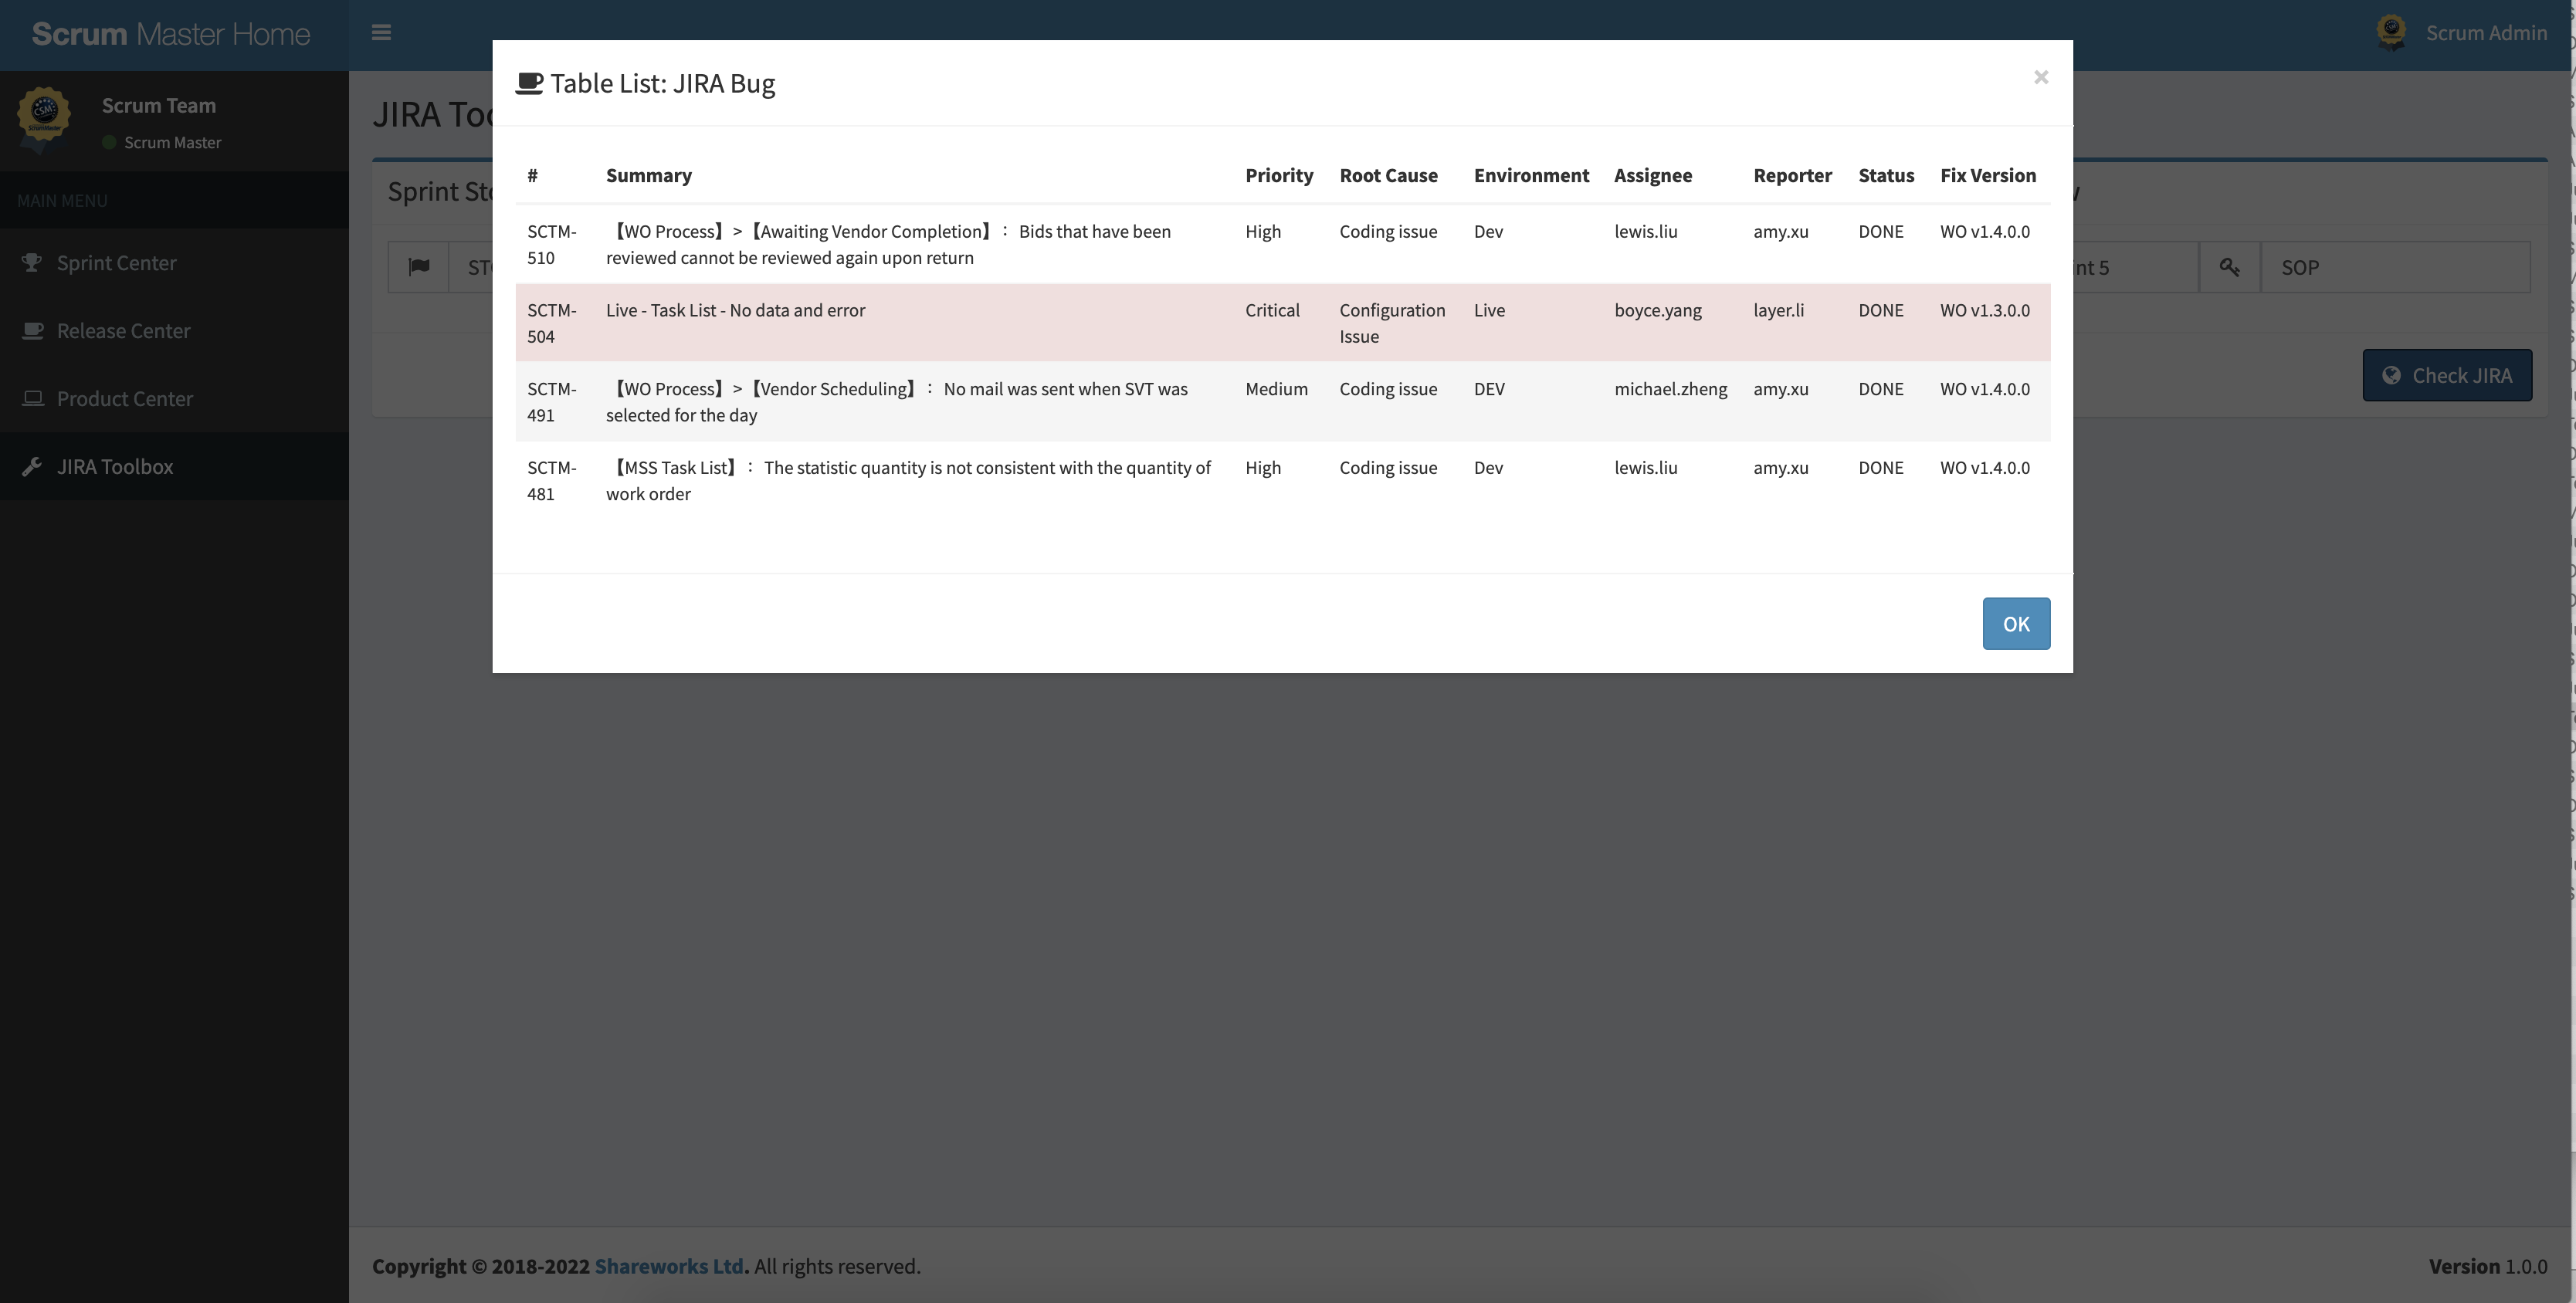 Scrum Master Home
Scrum Admin
Scrum Team
Scrum Master
MAIN MENU
Sprint Center
Release Center
Product Center
JIRA Toolbox
Table List: JIRA Bug
×
# Summary Priority Root Cause Environment Assignee Reporter Status Fix Version
SCTM-510 【WO Process】>【Awaiting Vendor Completion】： Bids that have been High Coding issue Dev lewis.liu amy.xu DONE WO v1.4.0.0
reviewed cannot be reviewed again upon return
SCTM-504 Live - Task List - No data and error Critical Configuration Live boyce.yang layer.li DONE WO v1.3.0.0
Issue
SCTM-491 【WO Process】>【Vendor Scheduling】： No mail was sent when SVT was Medium Coding issue DEV michael.zheng amy.xu DONE WO v1.4.0.0
selected for the day
SCTM-481 【MSS Task List】： The statistic quantity is not consistent with the quantity of High Coding issue Dev lewis.liu amy.xu DONE WO v1.4.0.0
work order
OK
JIRA
Sprint
5
SOP
Check JIRA
Copyright © 2018-2022 Shareworks Ltd. All rights reserved.
Version 1.0.0